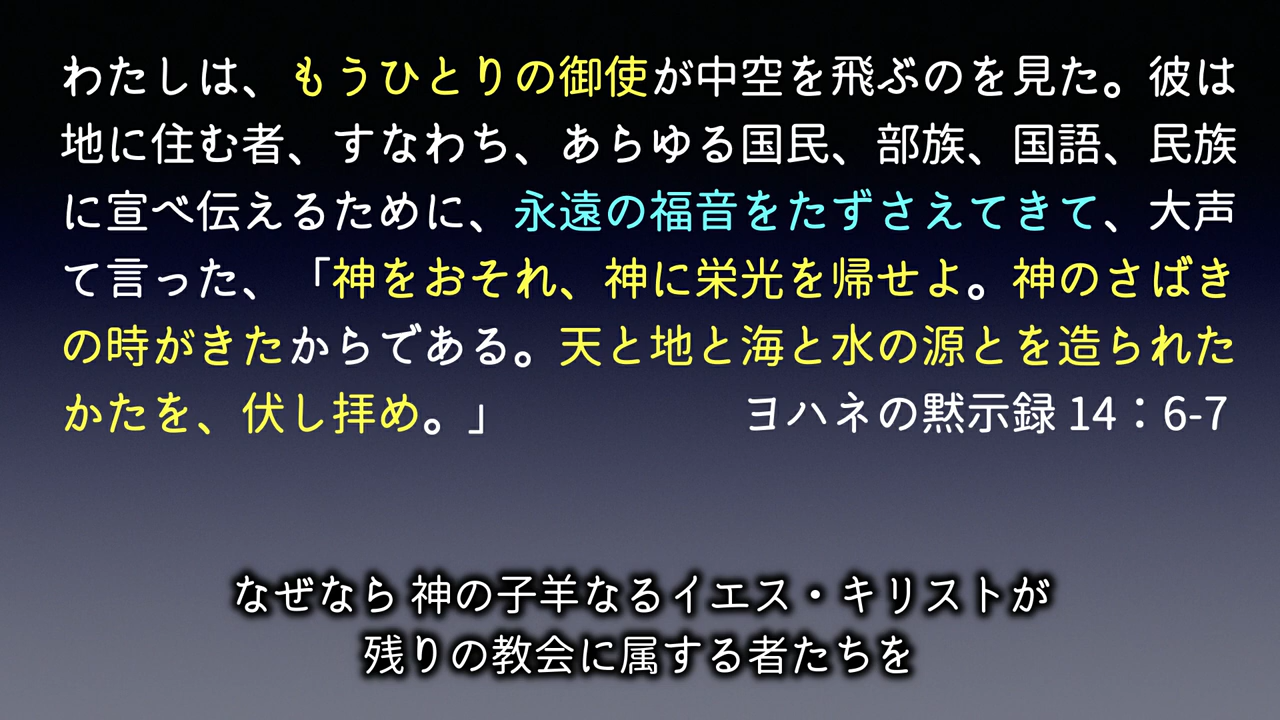 わたしは、もうひとりの御使が中空を飛ぶのを見た。彼は
地に住む者、すなわち、あらゆる国民、部族、国語、民族
に宣べ伝えるために、永遠の福音をたずさえてきて、大声
て言った、「神をおそれ、神に栄光を帰せよ。神のさばき
の時がきたからである。天と地と海と水の源とを造られた
かたを、伏し拝め。」 ヨハネの黙示録 14：6-7
なぜなら 神の子羊なるイエス・キリストが
残りの教会に属する者たちを